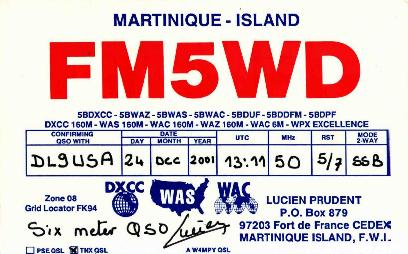 MARTINIQUE - ISLAND
FM5WD
5BDXCC - 5BWAZ - 5BWAS - 5BWAC - 5BDUF - 5BDDFM - 5BDPF
DXCC 160M - WAS 160M - WAC 160M - WAZ 160M - WAC 6M - WPX EXCELLENCE
CONFIRMING QSO WITH DATE DAY MONTH YEAR UTC MHz RST MODE 2-WAY
DL9USA 24 DCC 2001 13:11 50 5/7 SSB
Zone 08
Grid Locator FK94
DXCC WAS WAC
LUCIEN PRUDENT
P.O. Box 879
97203 Fort de France CEDEX
MARTINIQUE ISLAND, F.W.I.
Six meter QSO Lucien
PSE QSL TNX QSL A W4MPY QSL